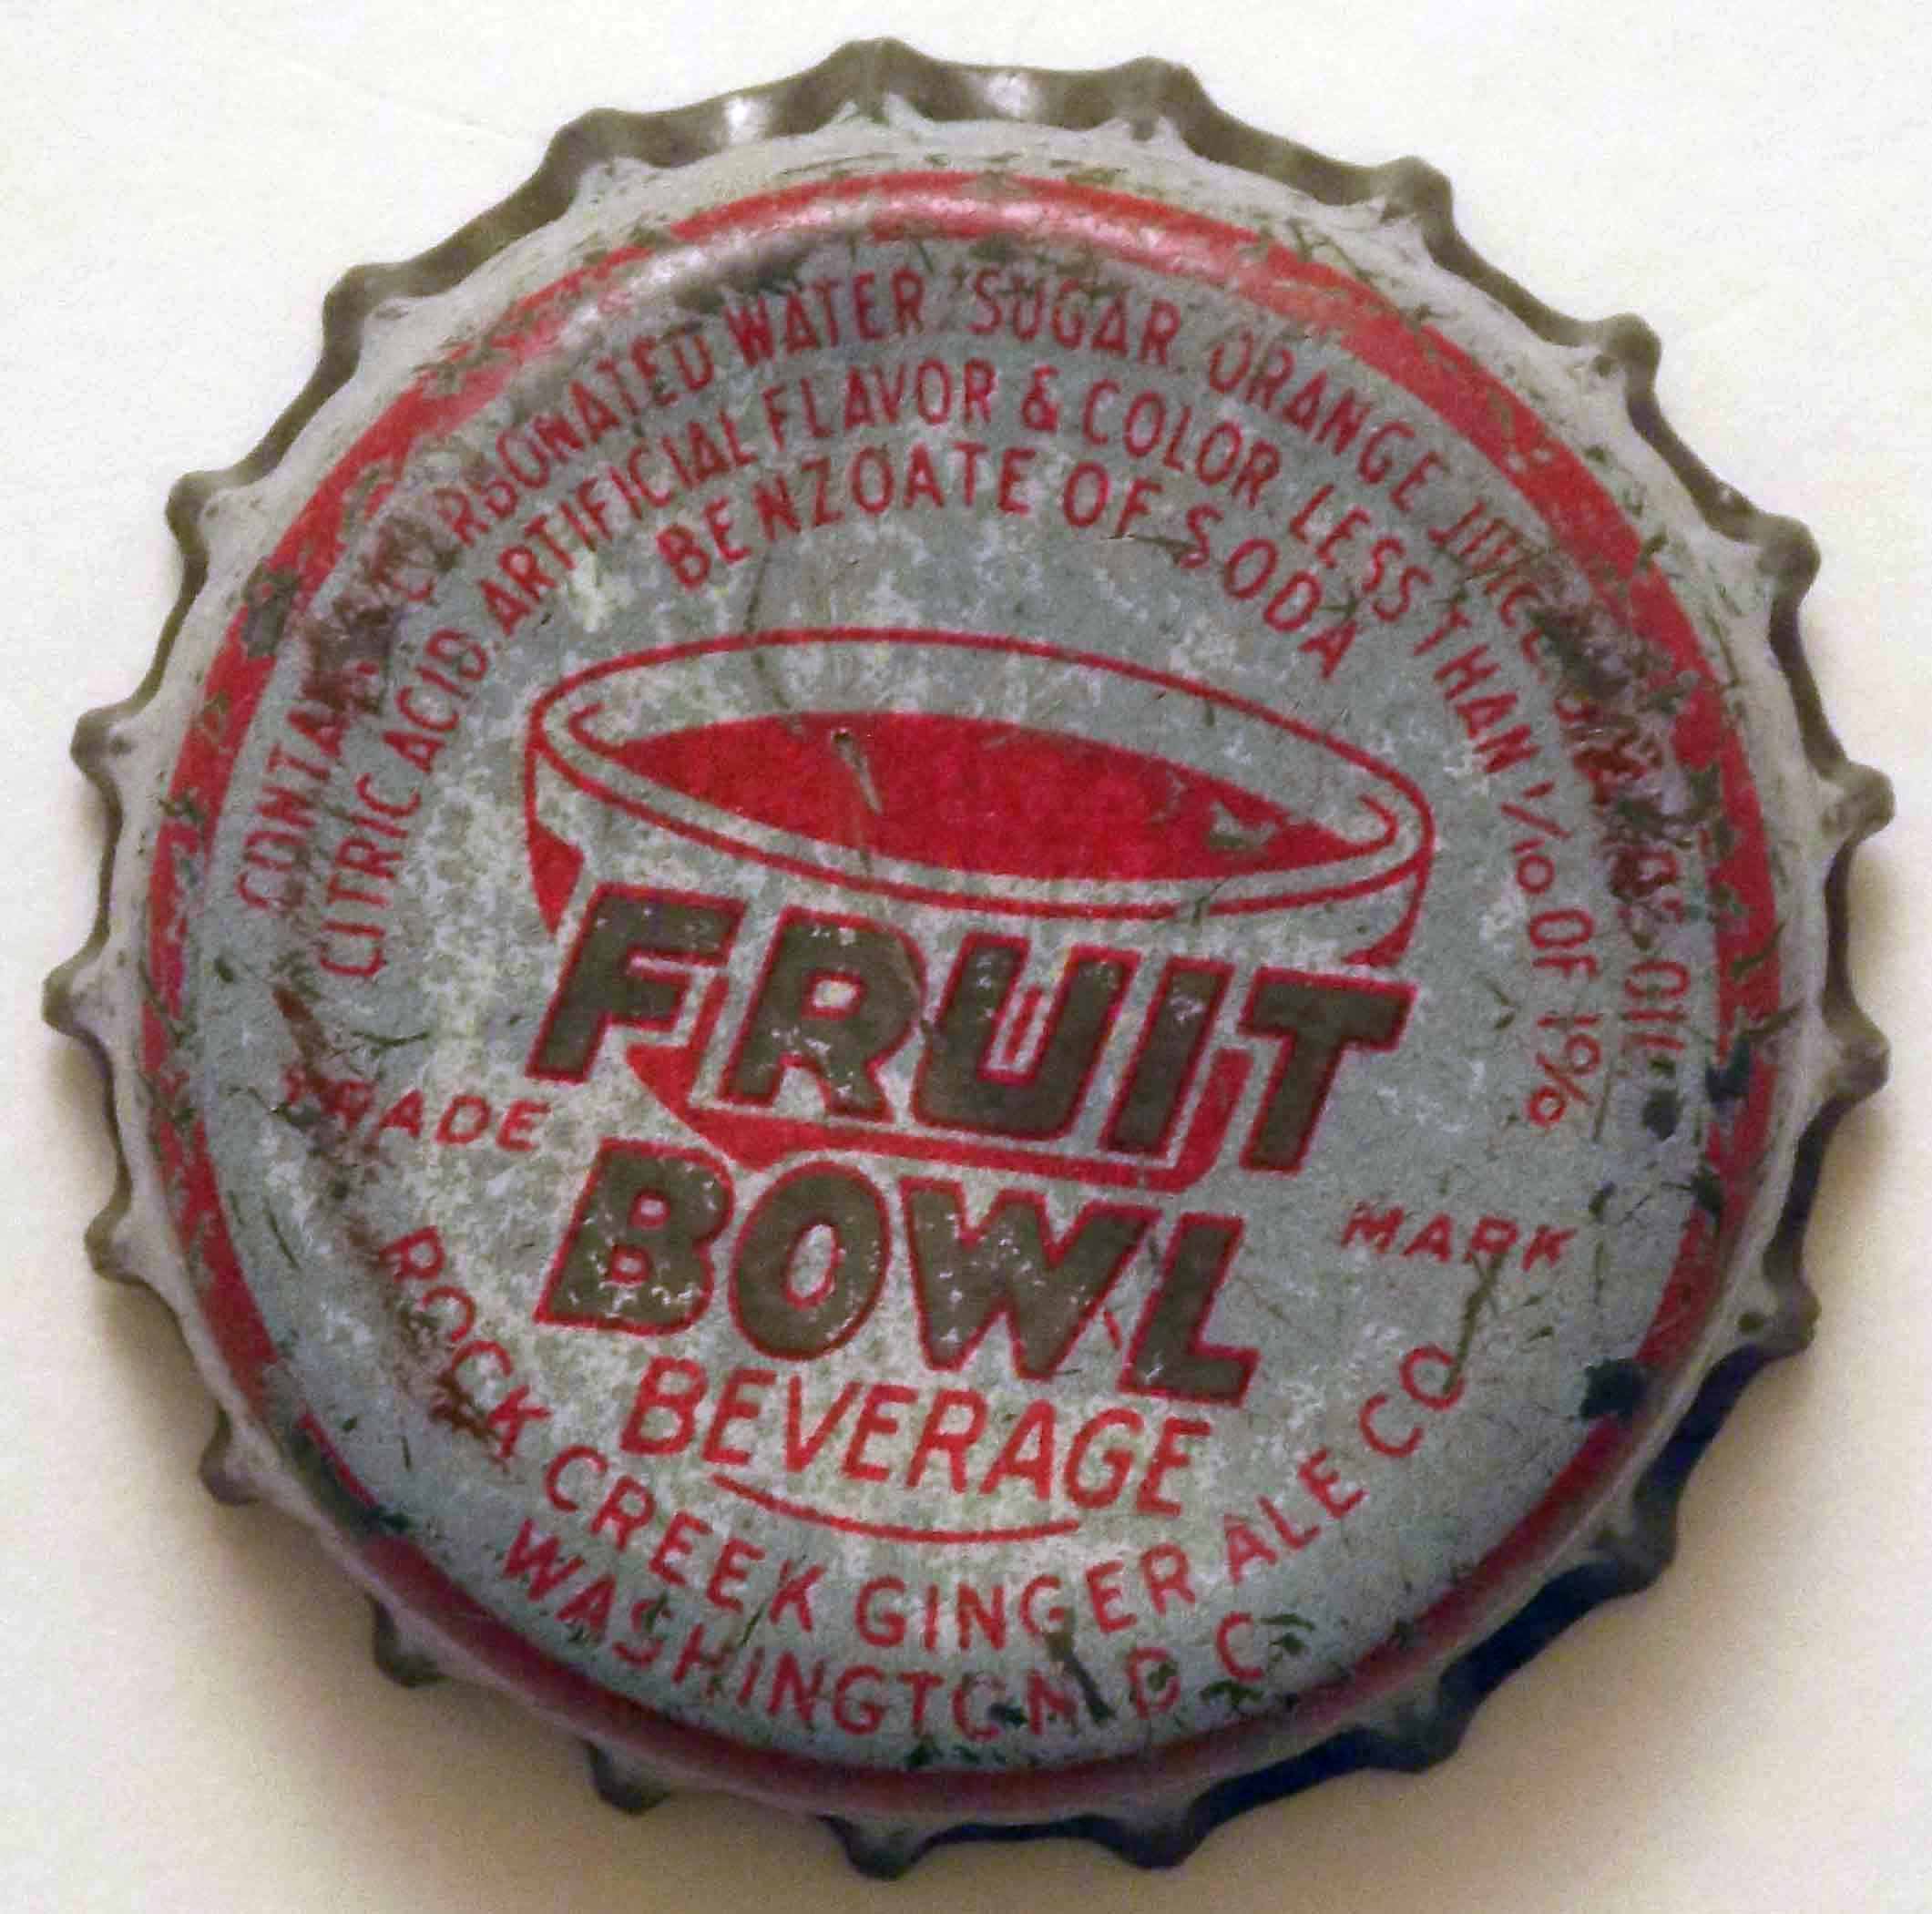 CONTAINS CARBONATED WATER. SUGAR. ORANGE JUICE. OIL.
CITRIC ACID. ARTIFICIAL FLAVOR & COLOR. LESS THAN 1/10 OF 1%
BENZOATE OF SODA
FRUIT
TRADE
BOWL
MARK
BEVERAGE
ROCK CREEK GINGER ALE CO.
WASHINGTON, D. C.